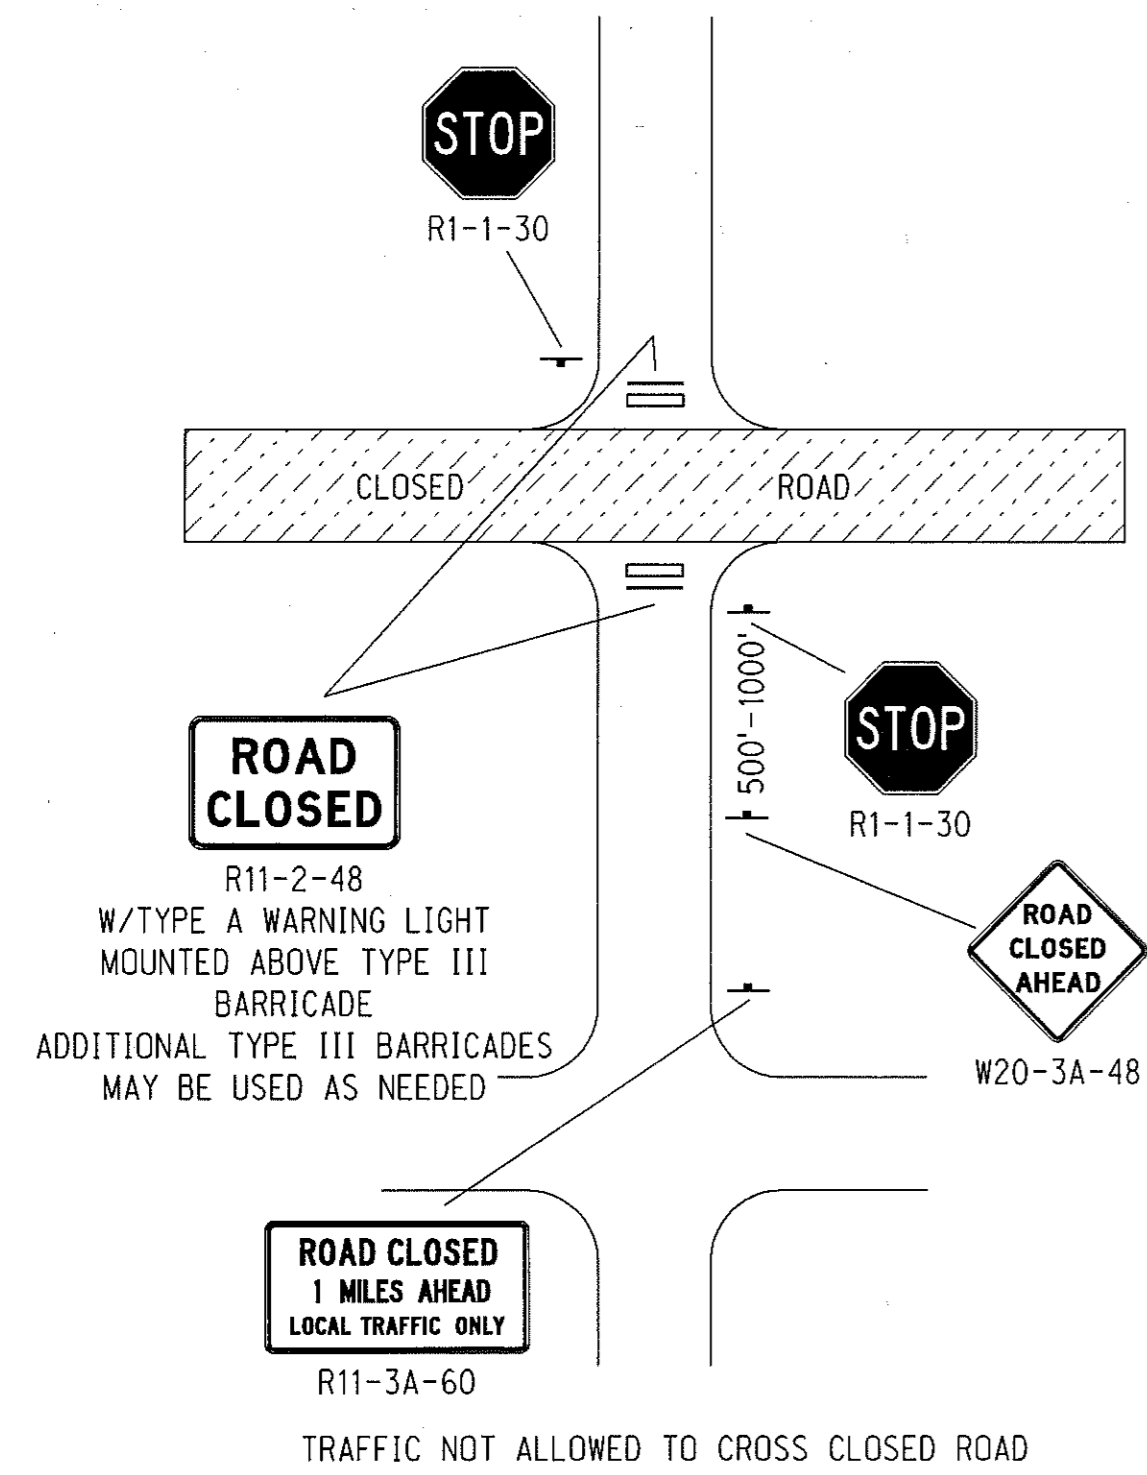 STOP
R1-1-30
CLOSED ROAD
500'-1000'
STOP
R1-1-30
ROAD
CLOSED
R11-2-48
W/TYPE A WARNING LIGHT
MOUNTED ABOVE TYPE III
BARRICADE
ADDITIONAL TYPE III BARRICADES
MAY BE USED AS NEEDED
ROAD
CLOSED
AHEAD
W20-3A-48
ROAD CLOSED
1 MILES AHEAD
LOCAL TRAFFIC ONLY
R11-3A-60
TRAFFIC NOT ALLOWED TO CROSS CLOSED ROAD